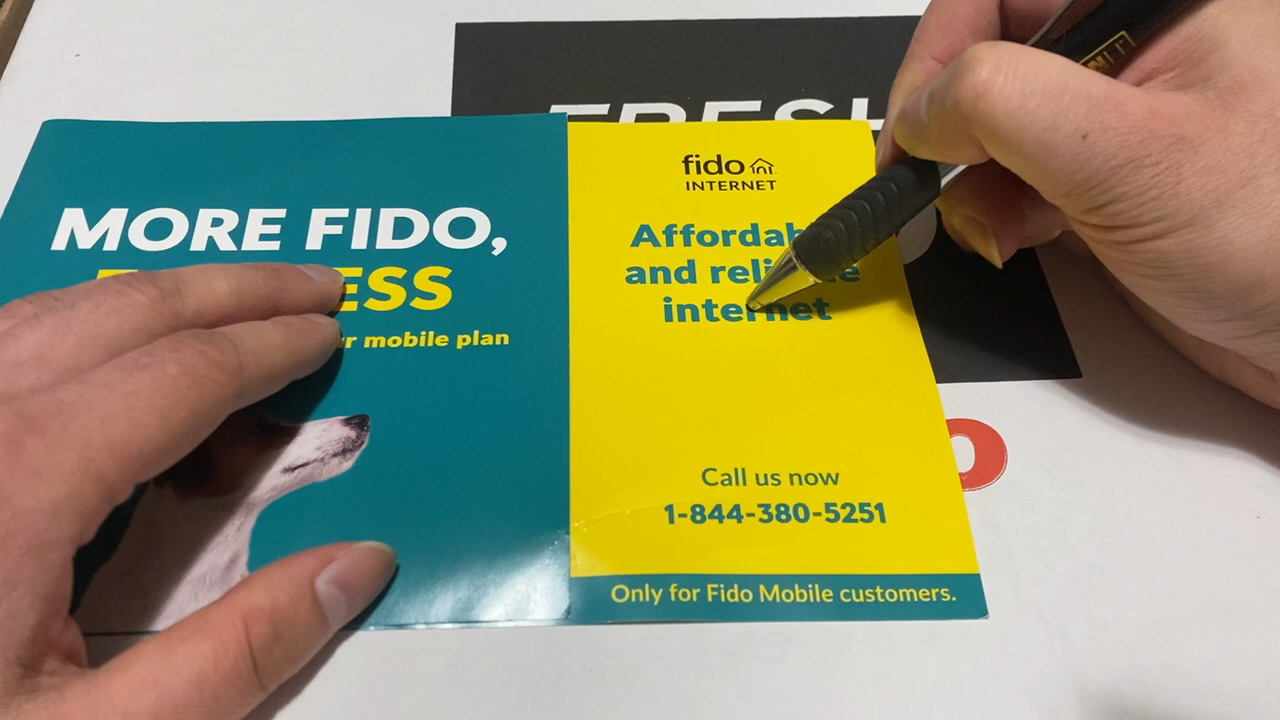 FRESH
MORE FIDO,
ESS
r mobile plan
fido
INTERNET
Affordab
and reli e
internet
Call us now
1-844-380-5251
Only for Fido Mobile customers.